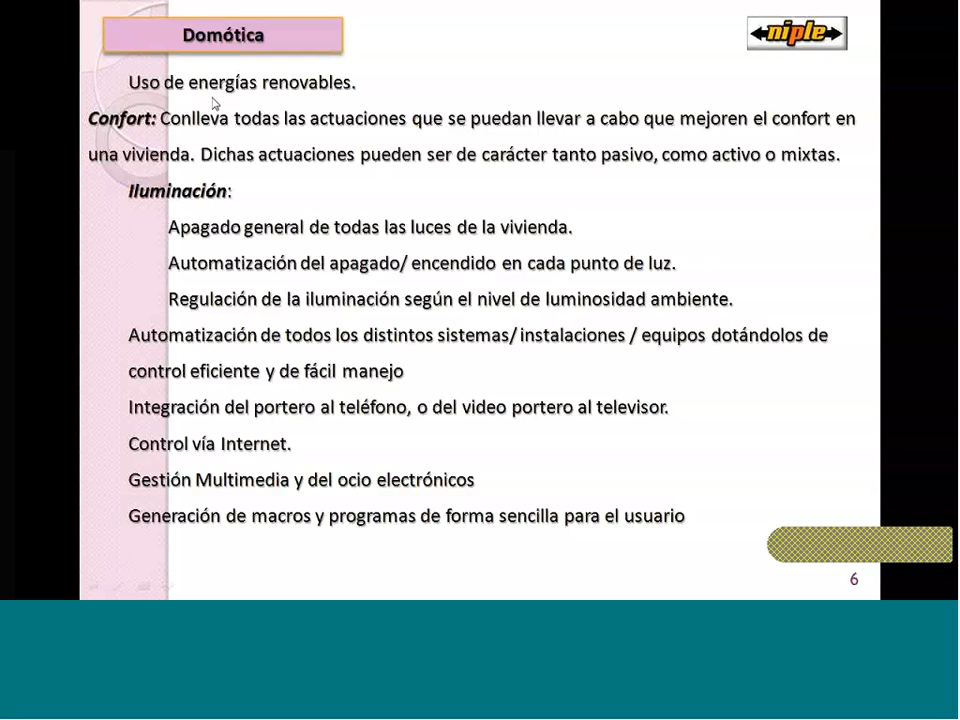 Domótica
niple
Uso de energías renovables.
Confort: Conlleva todas las actuaciones que se puedan llevar a cabo que mejoren el confort en
una vivienda. Dichas actuaciones pueden ser de carácter tanto pasivo, como activo o mixtas.
Iluminación:
Apagado general de todas las luces de la vivienda.
Automatización del apagado/ encendido en cada punto de luz.
Regulación de la iluminación según el nivel de luminosidad ambiente.
Automatización de todos los distintos sistemas/ instalaciones / equipos dotándolos de
control eficiente y de fácil manejo
Integración del portero al teléfono, o del video portero al televisor.
Control vía Internet.
Gestión Multimedia y del ocio electrónicos
Generación de macros y programas de forma sencilla para el usuario
6